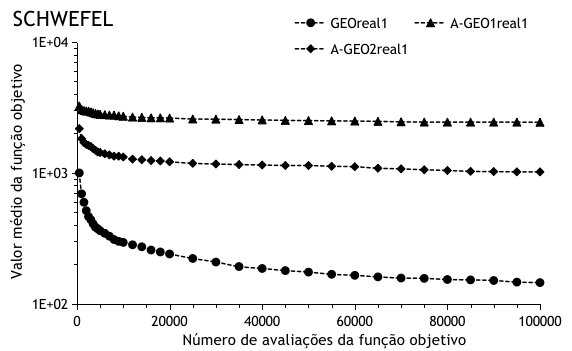 SCHWEFEL
GEOreal1
A-GEO1real1
A-GEO2real1
1E+04
1E+03
1E+02
Valor médio da função objetivo
0 20000 40000 60000 80000 100000
Número de avaliações da função objetivo